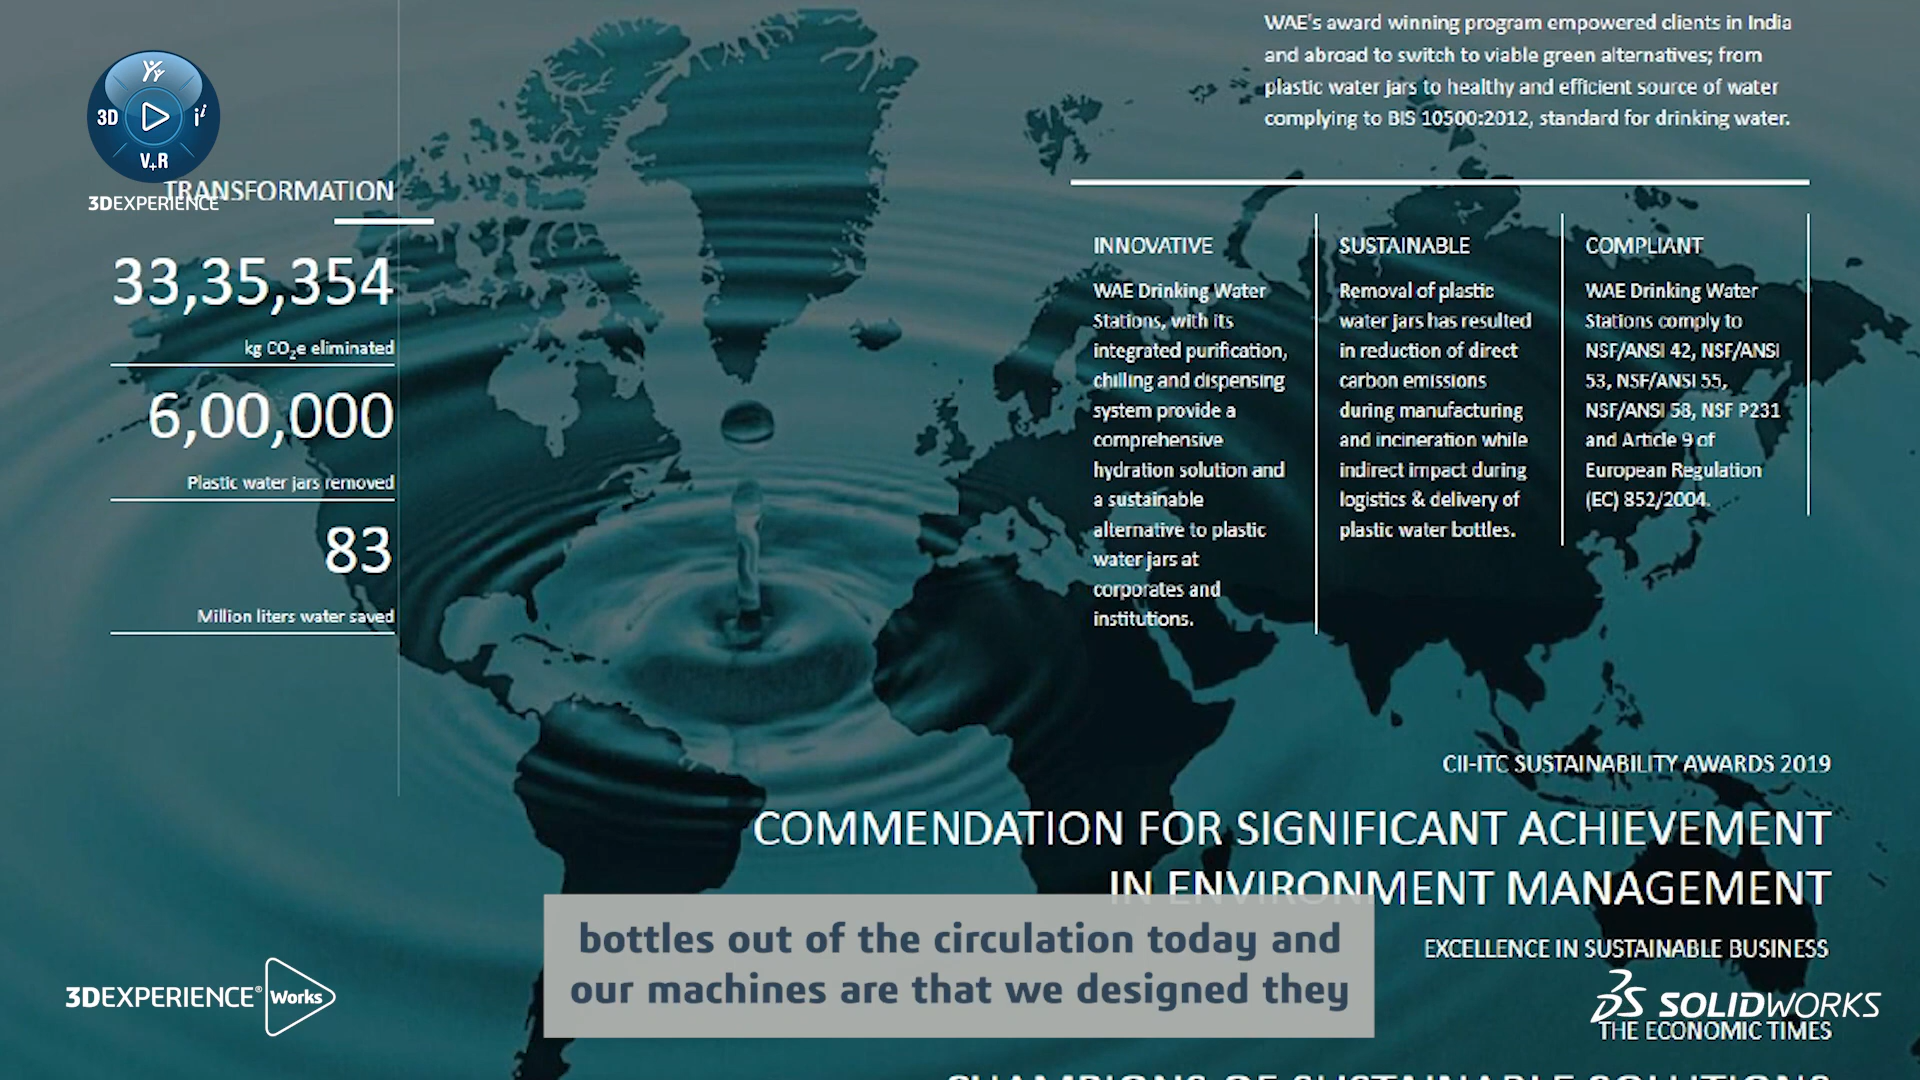 WAE's award winning program empowered clients in India
and abroad to switch to viable green alternatives; from
plastic water jars to healthy and efficient source of water
complying to BIS 10500:2012, standard for drinking water.
3D
V+R
3DEXPERIENCE
TRANSFORMATION
33,35,354
kg CO₂e eliminated
6,00,000
Plastic water jars removed
83
Million liters water saved
INNOVATIVE
WAE Drinking Water
Stations, with its
integrated purification,
chilling and dispensing
system provide a
comprehensive
hydration solution and
a sustainable
alternative to plastic
water jars at
corporates and
institutions.
SUSTAINABLE
Removal of plastic
water jars has resulted
in reduction of direct
carbon emissions
during manufacturing
and incineration while
indirect impact during
logistics & delivery of
plastic water bottles.
COMPLIANT
WAE Drinking Water
Stations comply to
NSF/ANSI 42, NSF/ANSI
53, NSF/ANSI 55,
NSF/ANSI 58, NSF P231
and Article 9 of
European Regulation
(EC) 852/2004.
CII-ITC SUSTAINABILITY AWARDS 2019
COMMENDATION FOR SIGNIFICANT ACHIEVEMENT
IN ENVIRONMENT MANAGEMENT
EXCELLENCE IN SUSTAINABLE BUSINESS
THE ECONOMIC TIMES
CHAMPIONS OF SUSTAINABLE SOLUTIONS
bottles out of the circulation today and
our machines are that we designed they
3DEXPERIENCE® Works
SOLIDWORKS